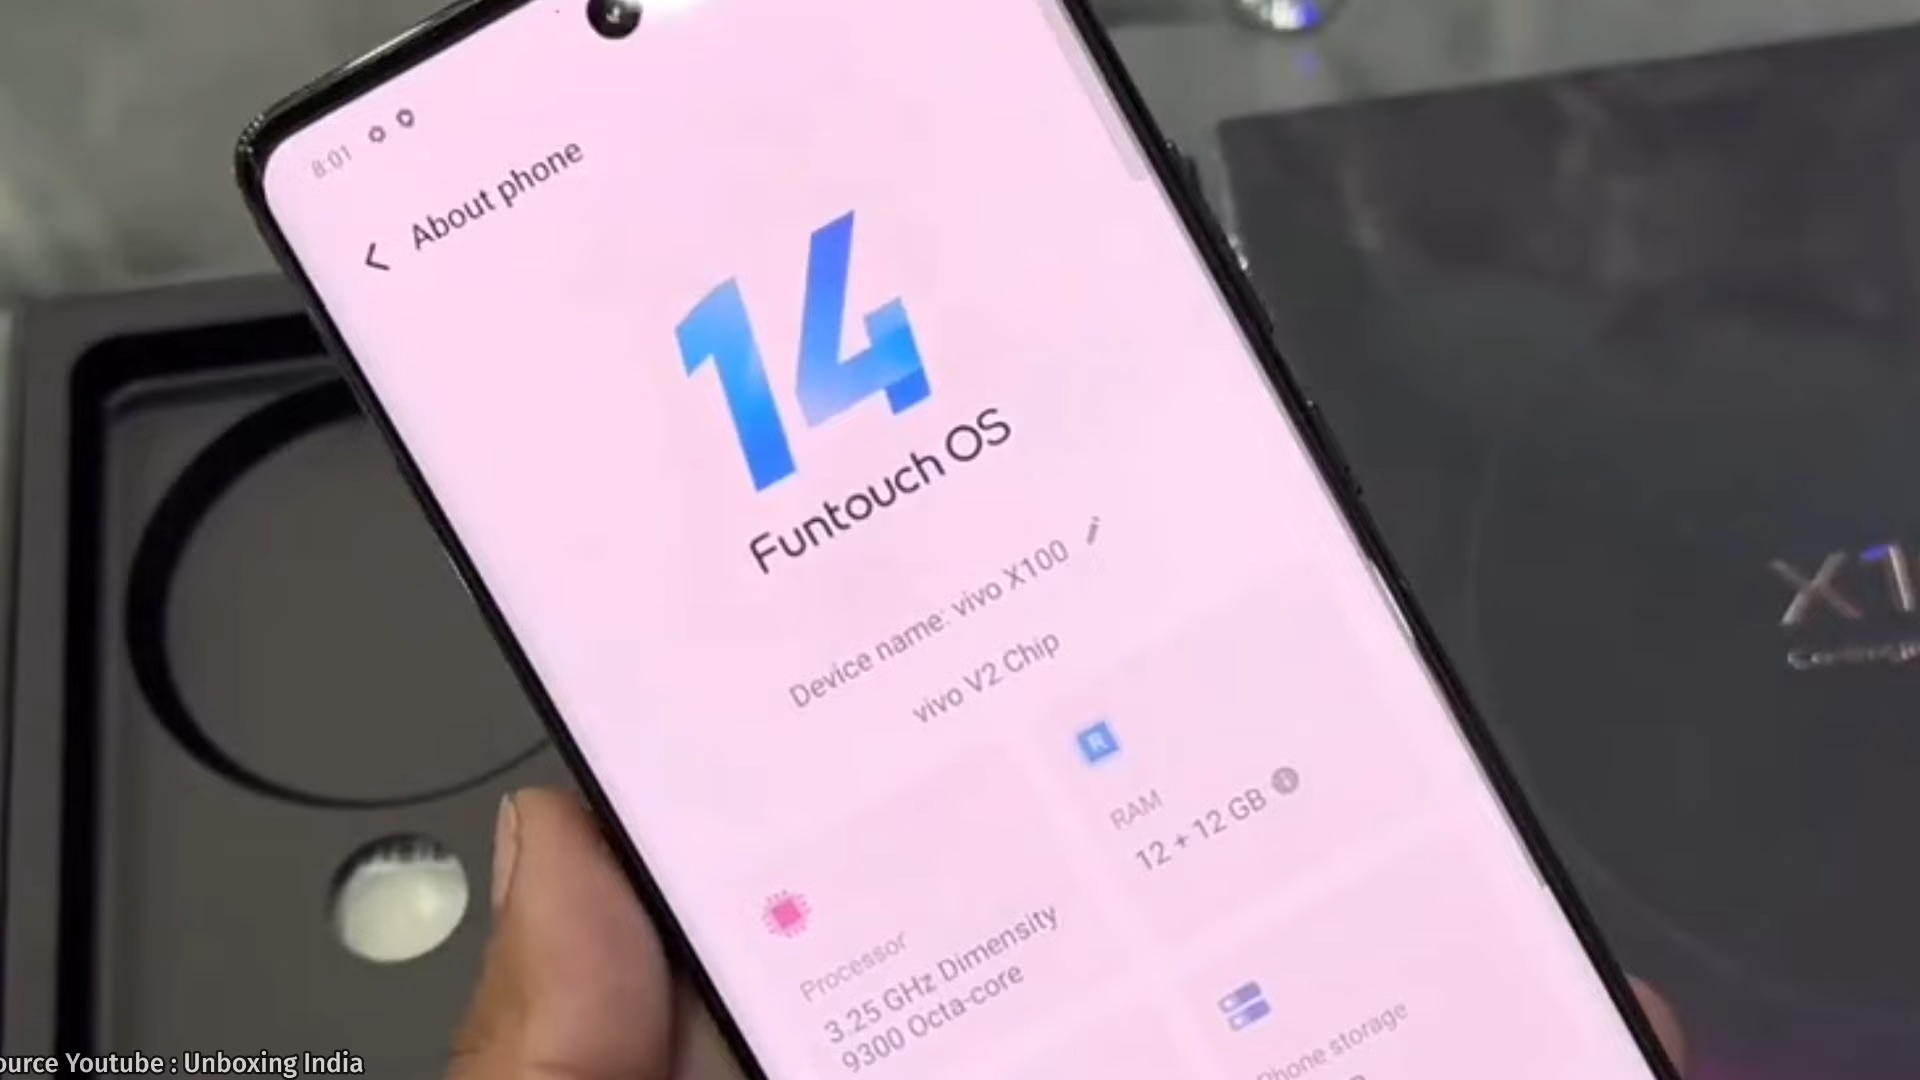 8:01
About phone
14
Funtouch OS
Device name: vivo X100
vivo V2 Chip
R
RAM
12 + 12 GB
Processor
3.25 GHz Dimensity
9300 Octa-core
Phone storage
X1
ource Youtube : Unboxing India